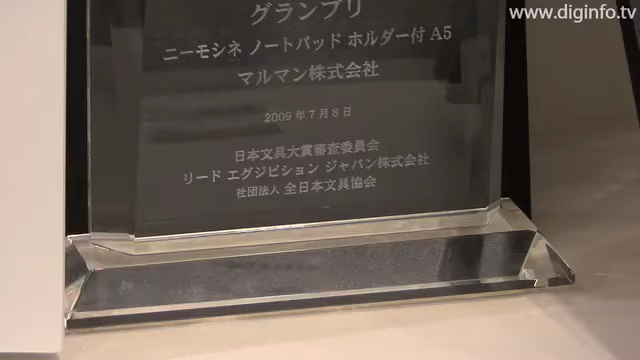 www.diginfo.tv
グランプリ
ニーモシネ ノートパッド ホルダー付 A5
マルマン株式会社
2009年7月8日
日本文具大賞審査委員会
リード エグジビション ジャパン株式会社
社団法人 全日本文具協会